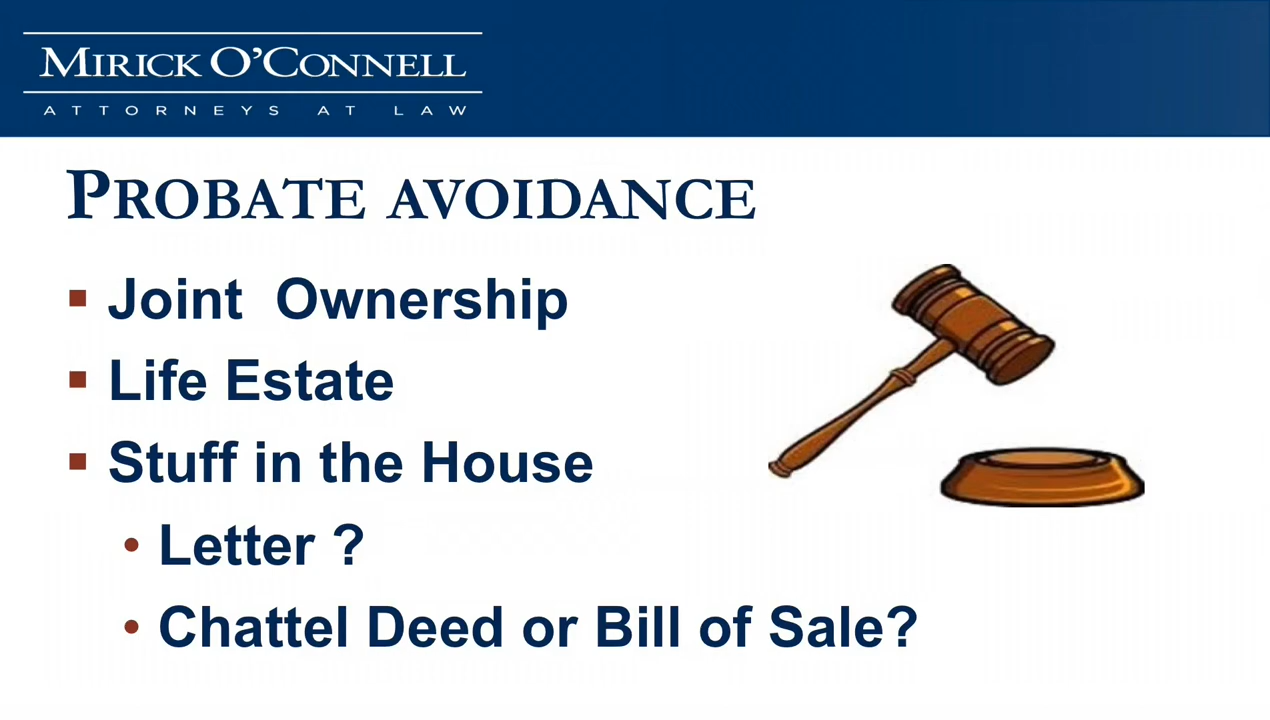 MIRICK O'CONNELL
ATTORNEYS AT LAW
PROBATE AVOIDANCE
▪ Joint Ownership
▪ Life Estate
▪ Stuff in the House
• Letter ?
• Chattel Deed or Bill of Sale?